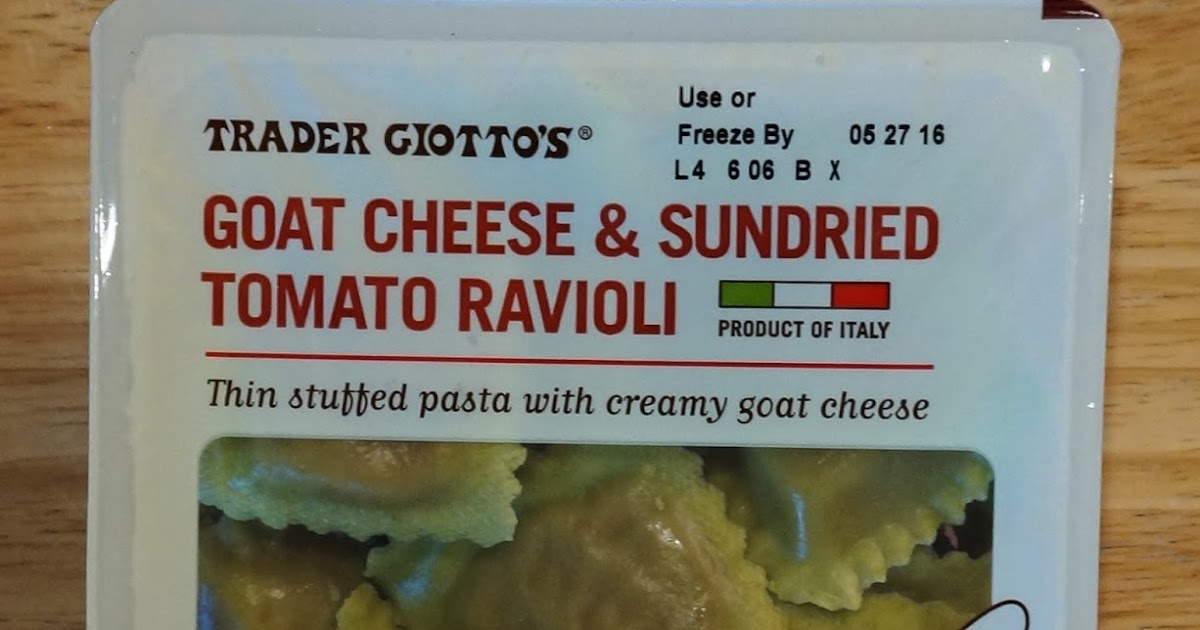 Use or
TRADER GIOTTO'S® Freeze By 05 27 16
L4 6 06 B X
GOAT CHEESE & SUNDRIED
TOMATO RAVIOLI
PRODUCT OF ITALY
Thin stuffed pasta with creamy goat cheese